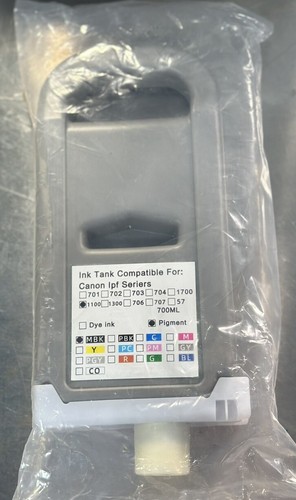 Ink Tank Compatible For:
Canon Ipf Seriers
701 702 703 704 1700
1100 1300 706 707 57
700ML
Dye ink Pigment
MBK PBK C M
Y PC PM GY
PGY R G BL
CO